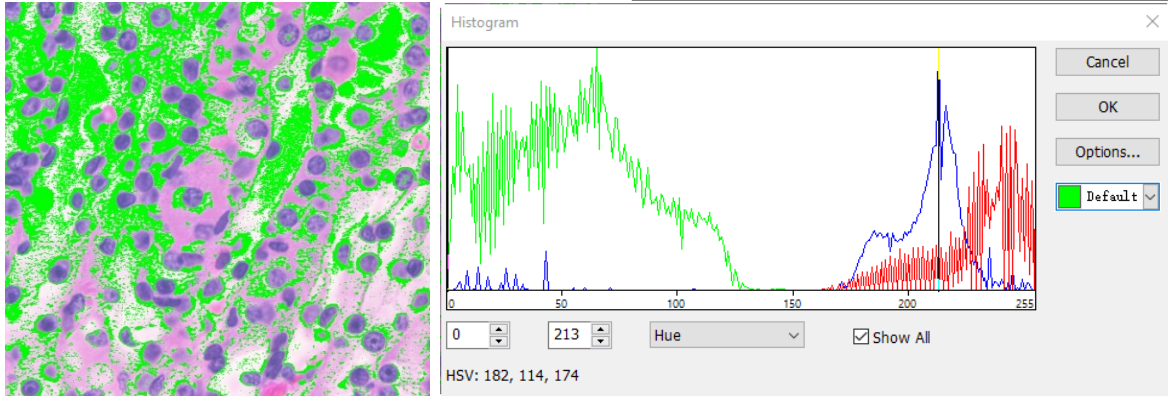 Histogram
Cancel
OK
Options...
Default
0 50 100 150 200 255
0 213 Hue Show All
HSV: 182, 114, 174